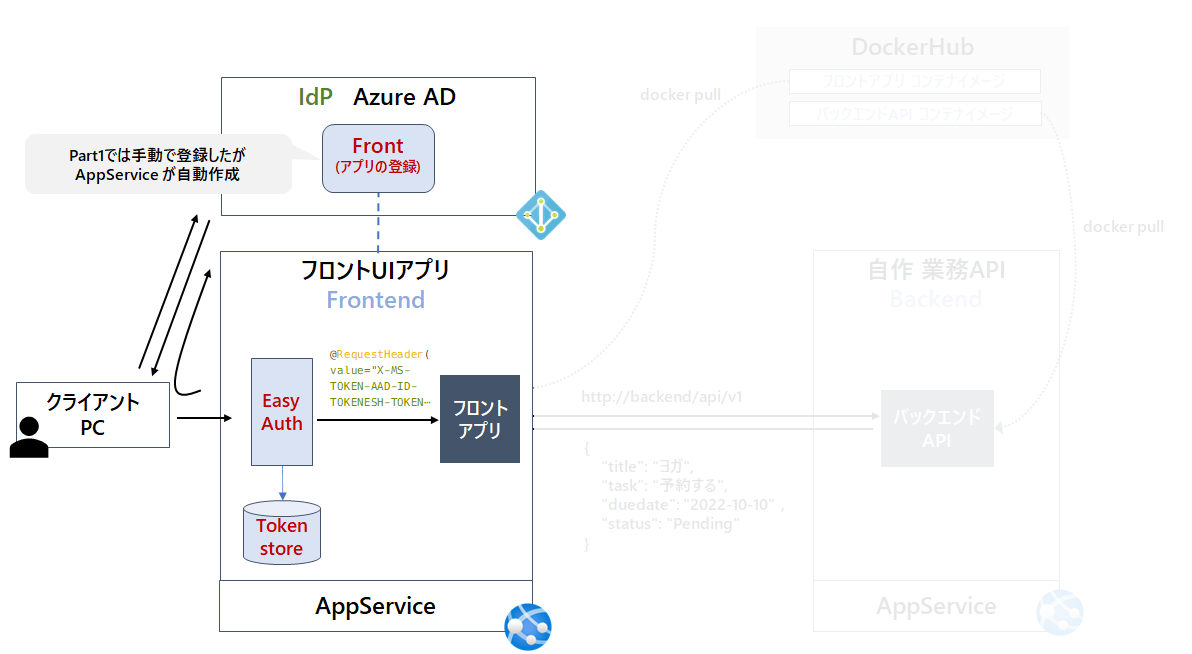 DockerHub
フロントアプリ コンテナイメージ
バックエンドAPI コンテナイメージ
docker pull
docker pull
IdP Azure AD
Front
(アプリの登録)
Part1では手動で登録したが
AppService が自動作成
フロントUIアプリ
Frontend
@RequestHeader(
value="X-MS-
TOKEN-AAD-ID-
TOKENESH-TOKEN…
クライアント
PC
Easy
Auth
フロント
アプリ
Token
store
AppService
http://backend/api/v1
{
"title": "ヨガ",
"task": "予約する",
"duedate": "2022-10-10" ,
"status": "Pending"
}
自作 業務API
Backend
バックエンド
API
AppService